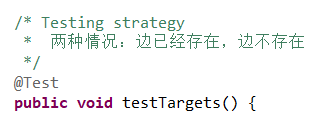 /* Testing strategy
 *  两种情况：边已经存在，边不存在
 */
@Test
public void testTargets() {